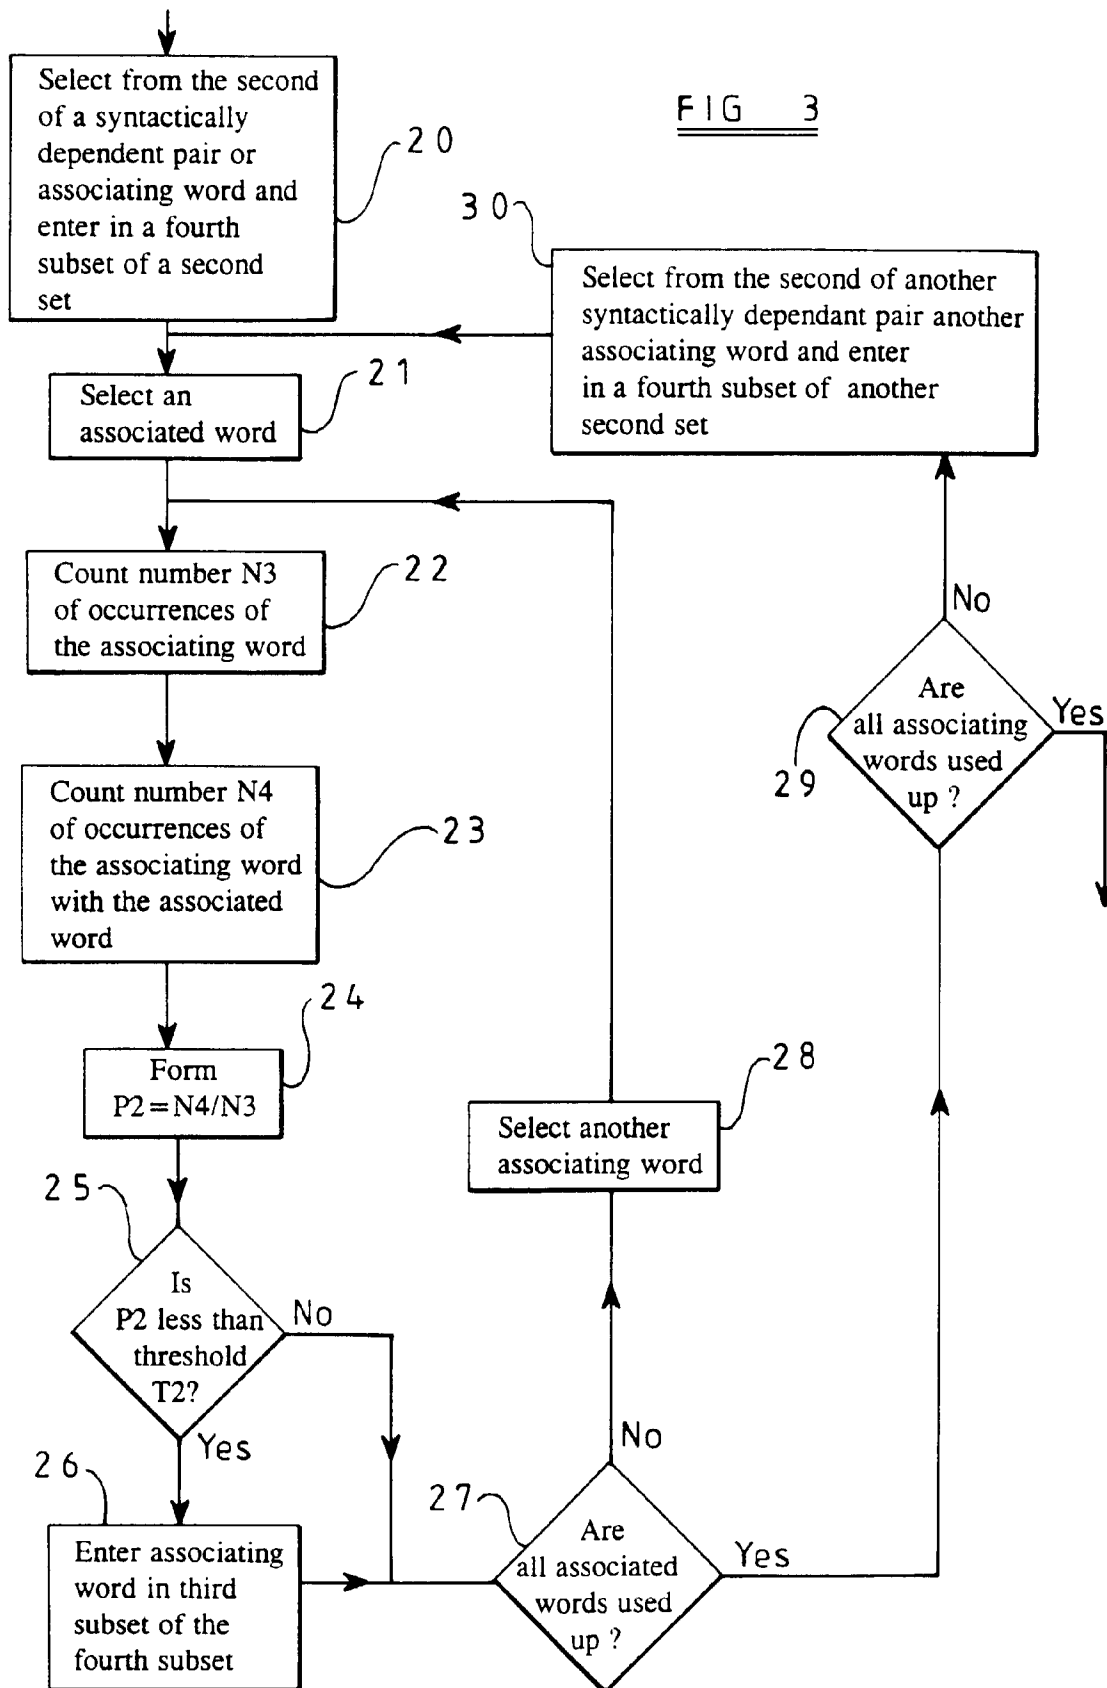 FIG 3
Select from the second
of a syntactically
dependent pair or
associating word and
enter in a fourth
subset of a second
set
20
Select an
associated word
21
Count number N3
of occurrences of
the associating word
22
Count number N4
of occurrences of
the associating word
with the associated
word
23
Form
P2=N4/N3
24
25
Is
P2 less than
threshold
T2?
No
Yes
26
Enter associating
word in third
subset of the
fourth subset
27
Are
all associated
words used
up ?
No
Yes
28
Select another
associating word
29
Are
all associating
words used
up ?
No
Yes
30
Select from the second of another
syntactically dependant pair another
associating word and enter
in a fourth subset of another
second set